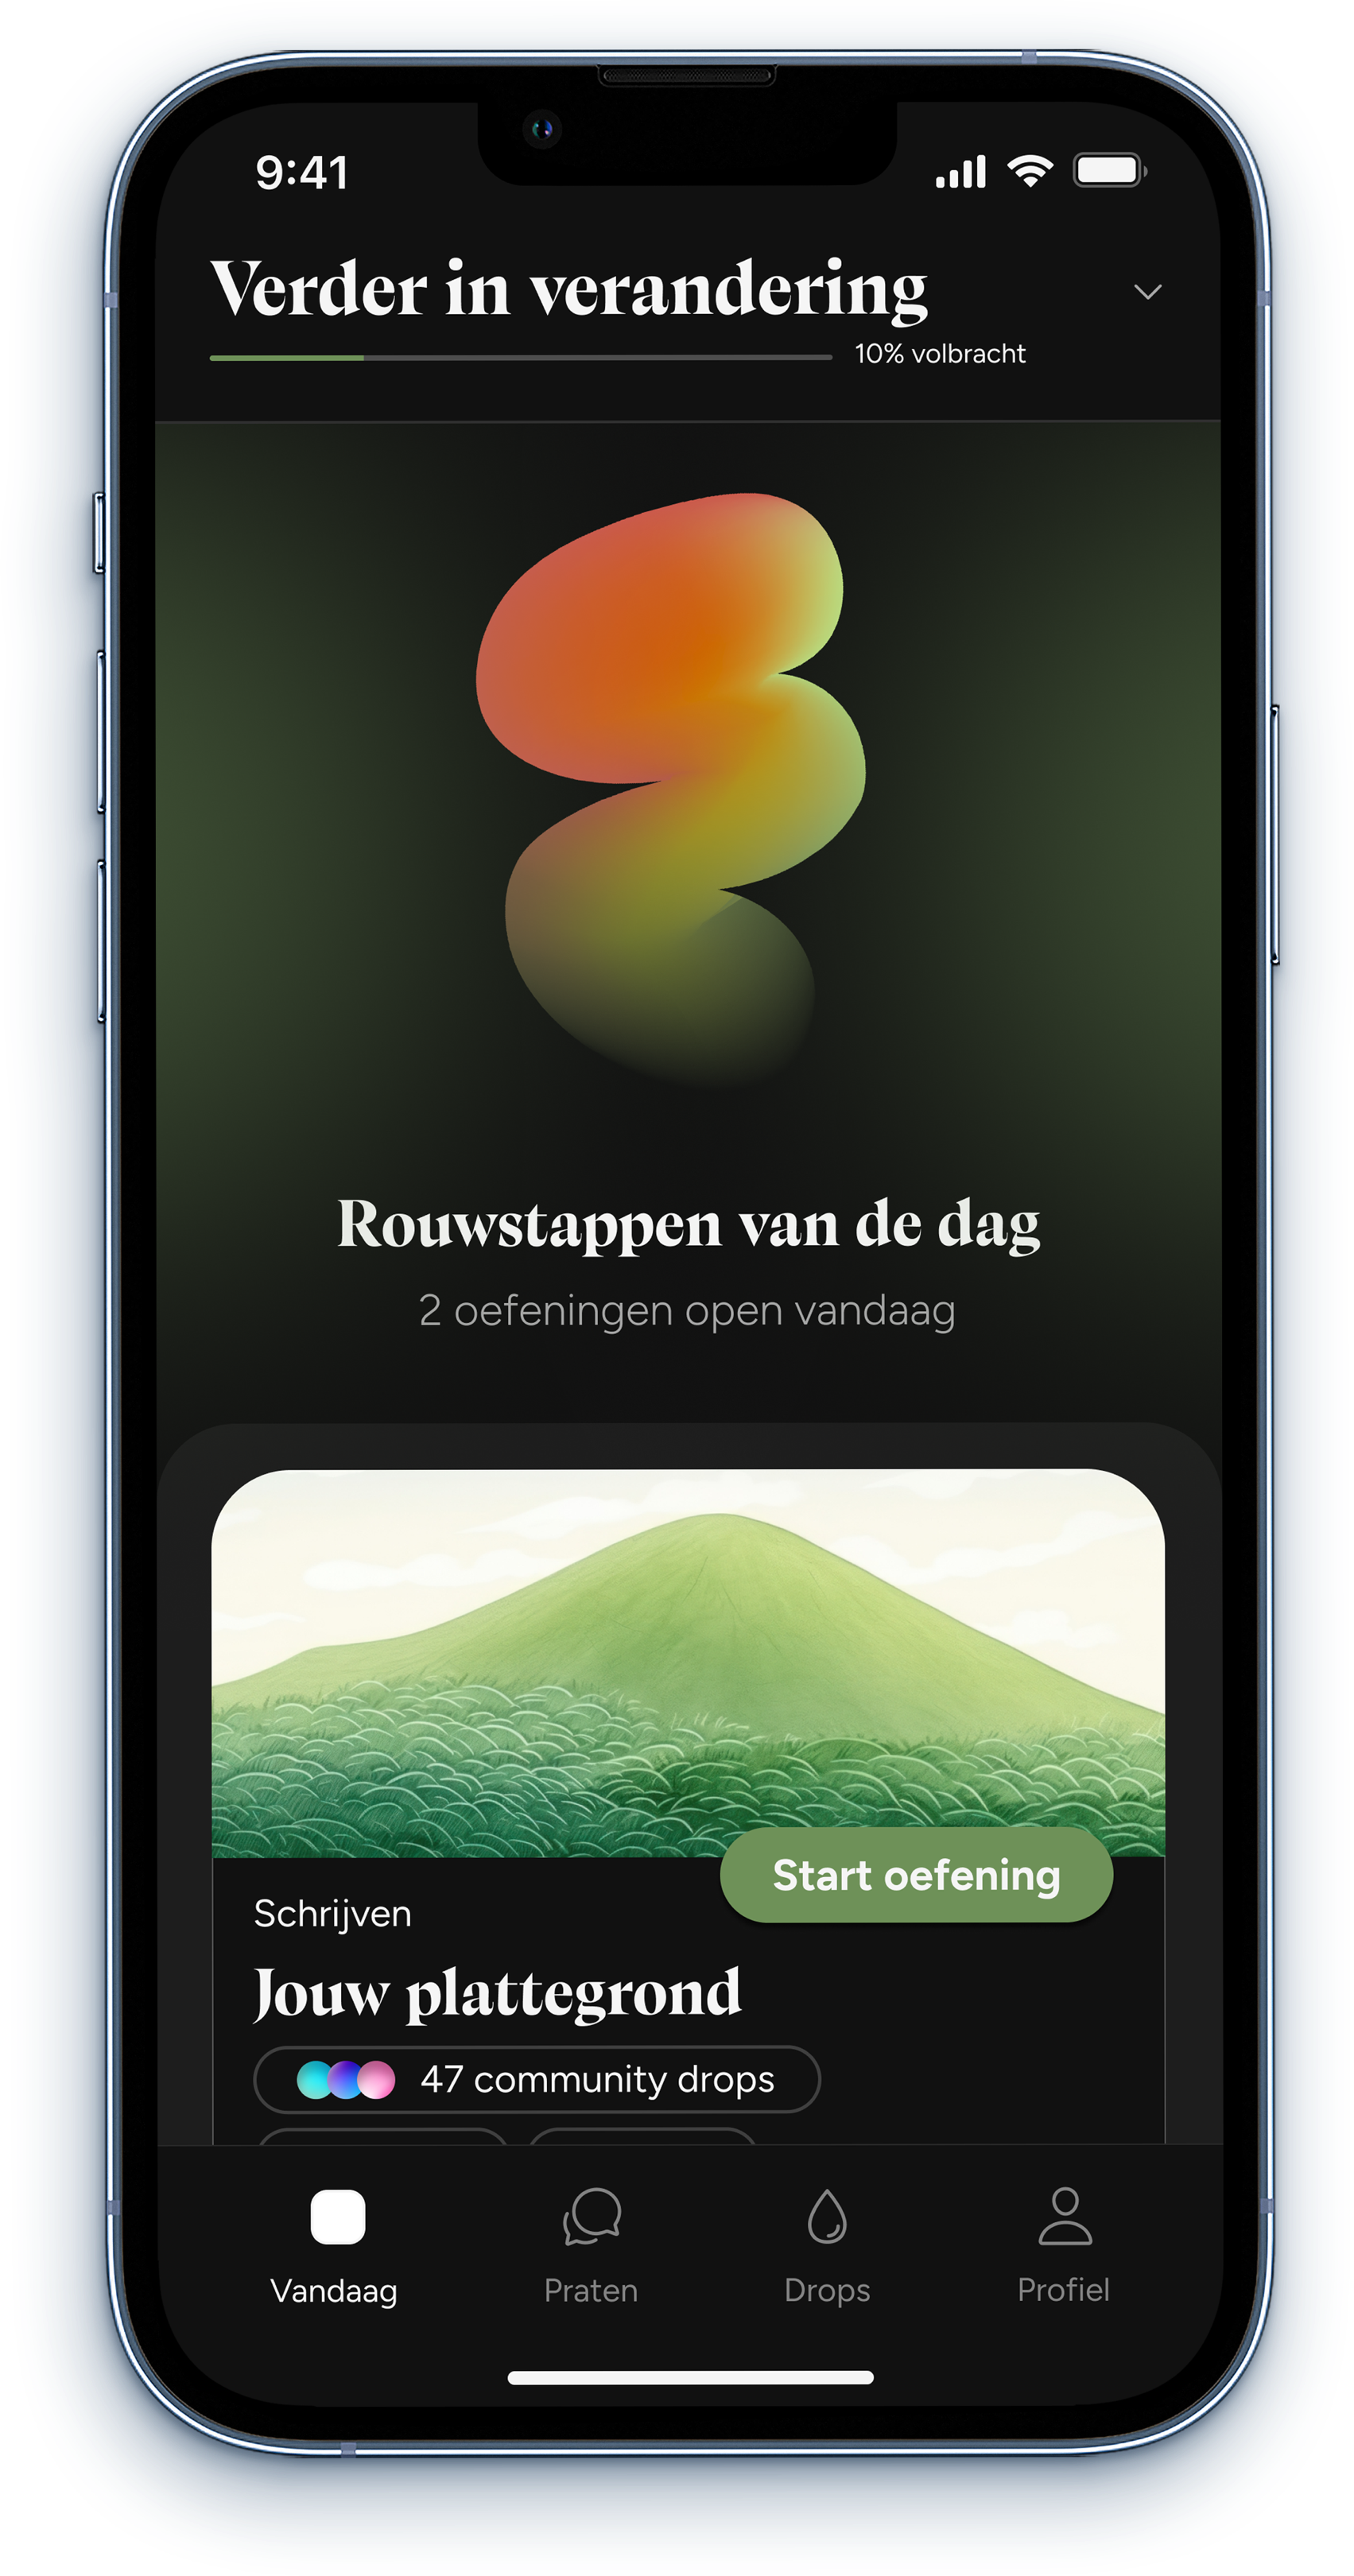 9:41
Verder in verandering
10% volbracht
Rouwstappen van de dag
2 oefeningen open vandaag
Start oefening
Schrijven
Jouw plattegrond
47 community drops
Vandaag
Praten
Drops
Profiel